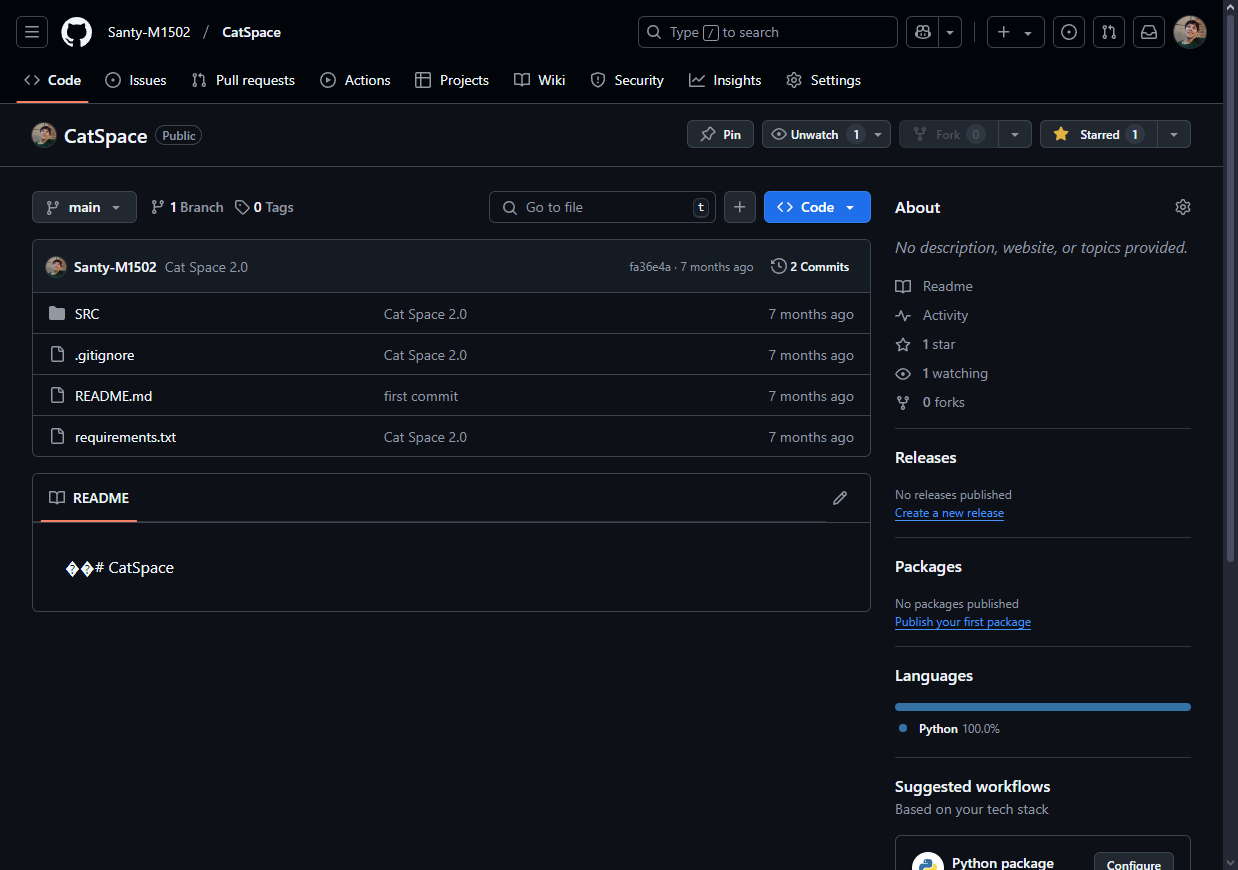 Santy-M1502 / CatSpace
Type / to search
Code Issues Pull requests Actions Projects Wiki Security Insights Settings
CatSpace Public
Pin Unwatch 1 Fork 0 Starred 1
main 1 Branch 0 Tags
Go to file t
Code
Santy-M1502 Cat Space 2.0 fa36e4a · 7 months ago 2 Commits
SRC Cat Space 2.0 7 months ago
.gitignore Cat Space 2.0 7 months ago
README.md first commit 7 months ago
requirements.txt Cat Space 2.0 7 months ago
README
��# CatSpace
About
No description, website, or topics provided.
Readme
Activity
1 star
1 watching
0 forks
Releases
No releases published
Create a new release
Packages
No packages published
Publish your first package
Languages
Python 100.0%
Suggested workflows
Based on your tech stack
Python package Configure